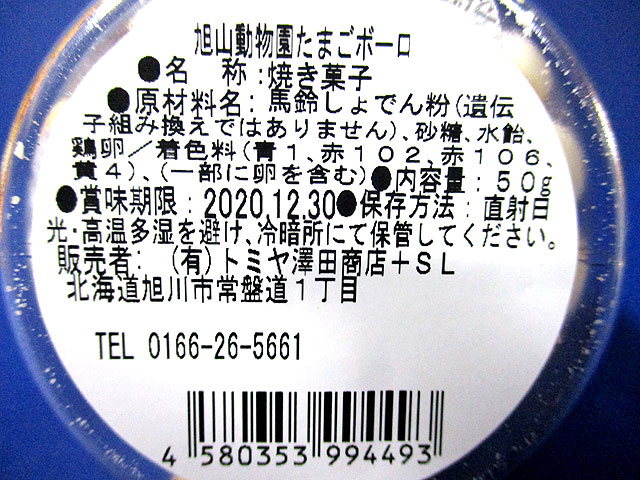 旭山動物園たまごボーロ
●名　称:焼き菓子
●原材料名:馬鈴しょでん粉(遺伝
子組み換えではありません)、砂糖、水飴、
鶏卵／着色料(青1、赤102、赤106、
黄4)、(一部に卵を含む)●内容量:50g
●賞味期限:2020.12.30●保存方法:直射日
光・高温多湿を避け、冷暗所にて保管してください。
販売者:　(有)トミヤ澤田商店+SL
北海道旭川市常盤道1丁目
TEL 0166-26-5661
4 580353 994493